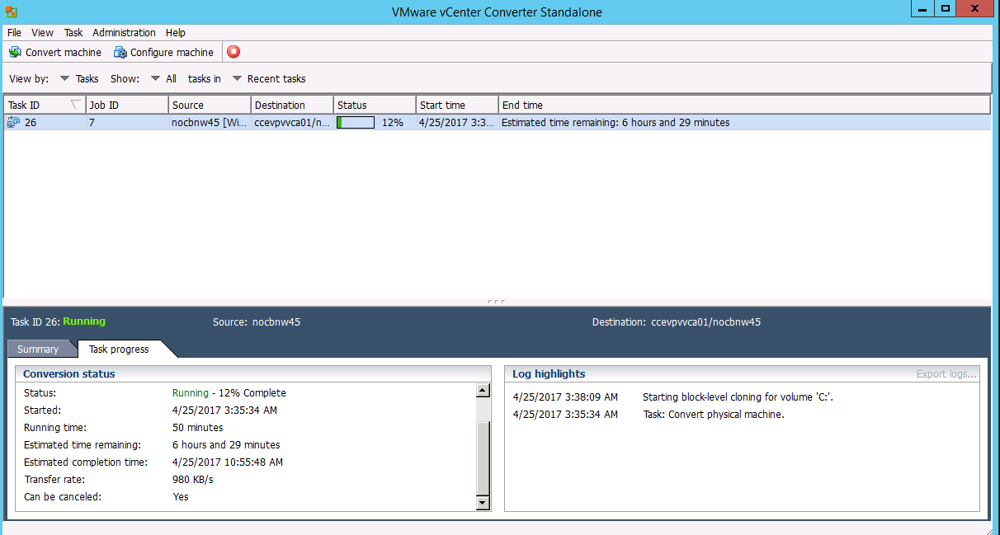 VMware vCenter Converter Standalone
File View Task Administration Help
Convert machine Configure machine
View by: Tasks Show: All tasks in Recent tasks
Task ID Job ID Source Destination Status Start time End time
26 7 nocbnw45 [Wi... ccevpvvca01/n... 12% 4/25/2017 3:3... Estimated time remaining: 6 hours and 29 minutes
Task ID 26: Running Source: nocbnw45 Destination: ccevpvvca01/nocbnw45
Summary Task progress
Conversion status
Status: Running - 12% Complete
Started: 4/25/2017 3:35:34 AM
Running time: 50 minutes
Estimated time remaining: 6 hours and 29 minutes
Estimated completion time: 4/25/2017 10:55:48 AM
Transfer rate: 980 KB/s
Can be canceled: Yes
Log highlights Export logs...
4/25/2017 3:38:09 AM Starting block-level cloning for volume 'C:'.
4/25/2017 3:35:34 AM Task: Convert physical machine.